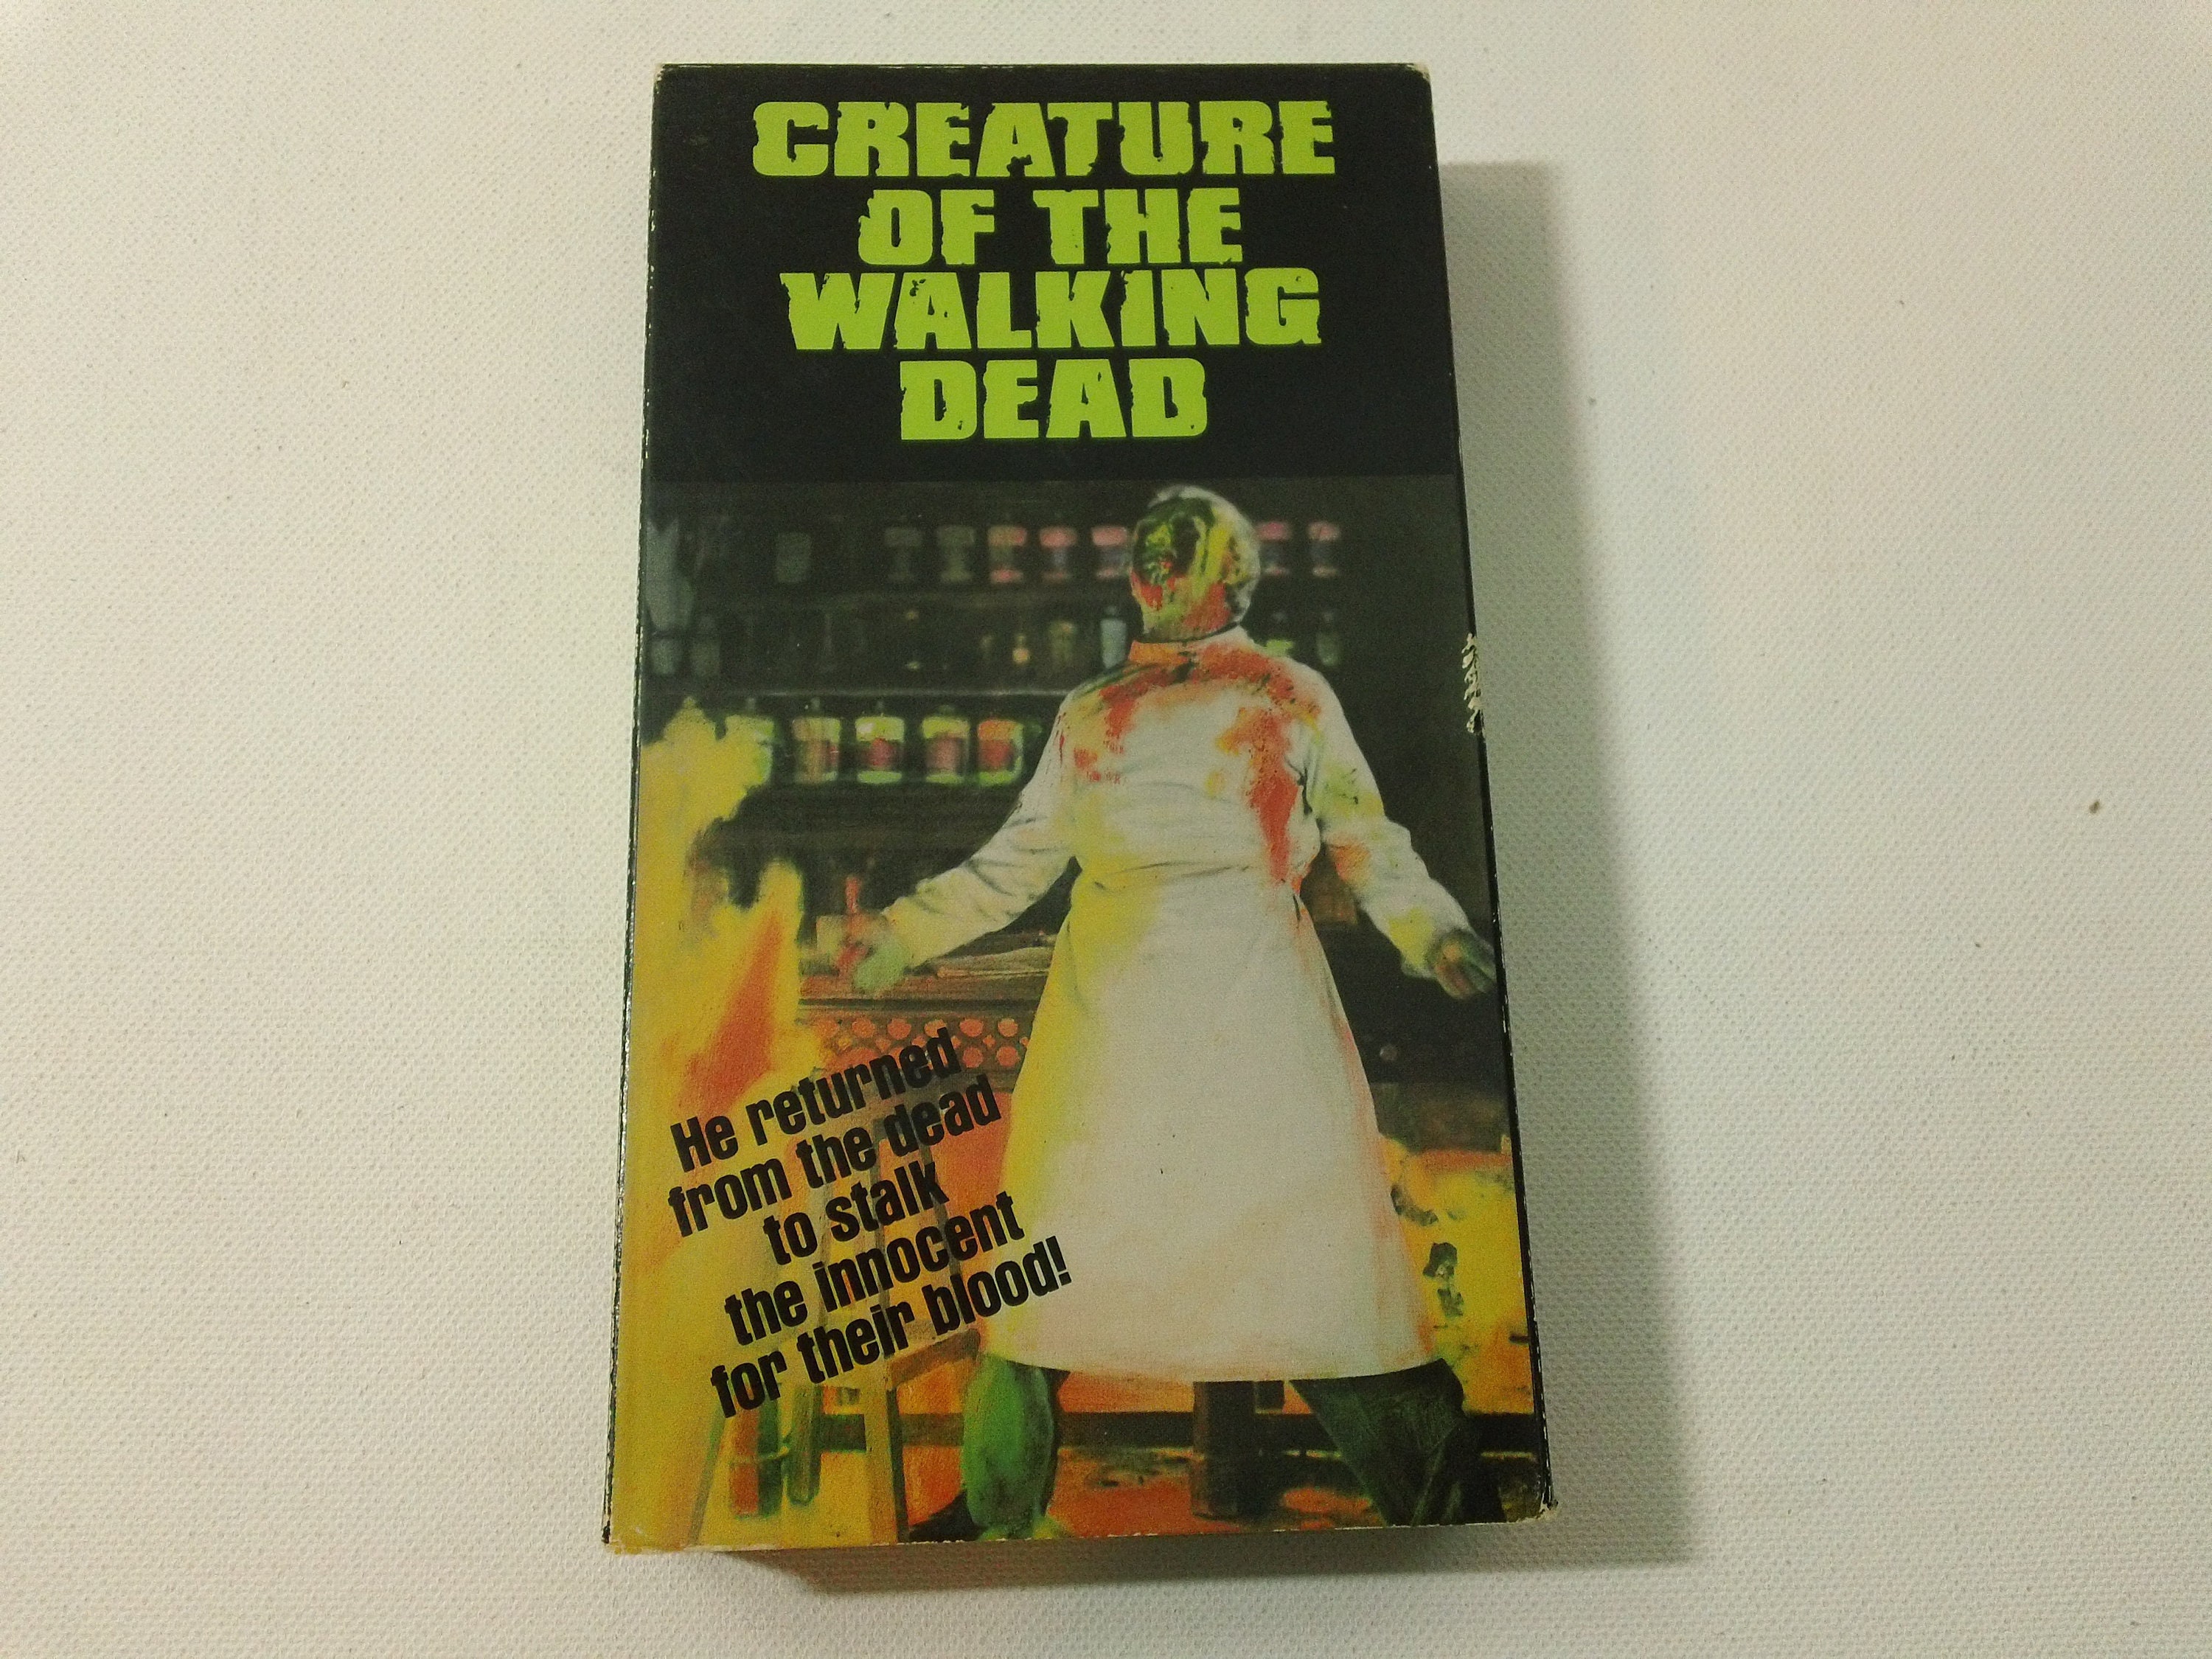 CREATURE
OF THE
WALKING
DEAD
He returned
from the dead
to stalk
the innocent
for their blood!